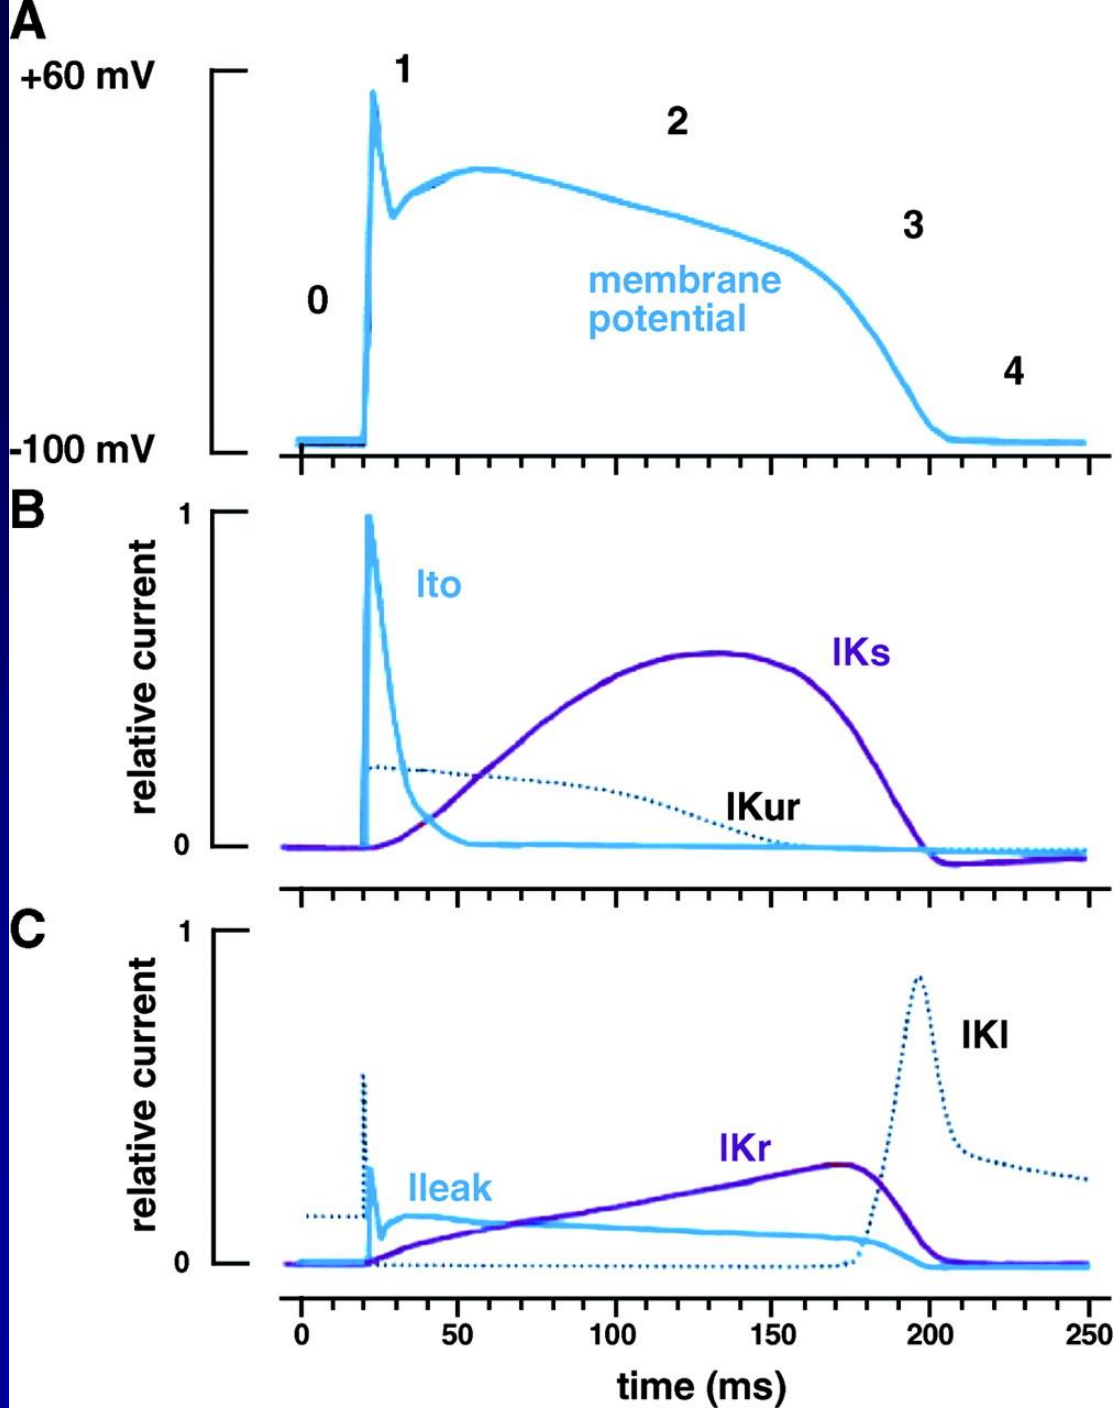 A
+60 mV
1
2
3
0
membrane
potential
4
-100 mV
B
1
relative current
Ito
IKs
IKur
0
C
1
relative current
IKI
IKr
Ileak
0
0 50 100 150 200 250
time (ms)